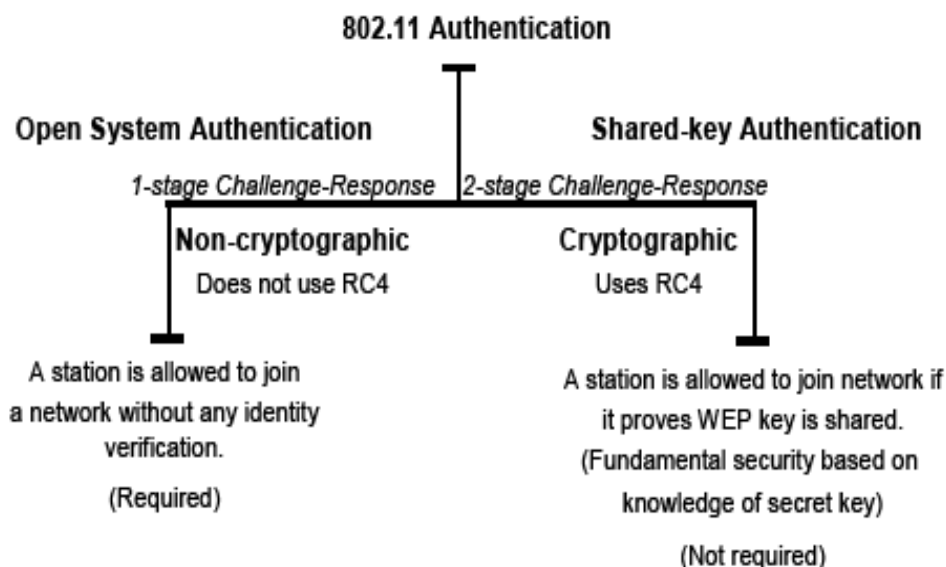 802.11 Authentication
Open System Authentication
Shared-key Authentication
1-stage Challenge-Response
2-stage Challenge-Response
Non-cryptographic
Does not use RC4
Cryptographic
Uses RC4
A station is allowed to join
a network without any identity
verification.
(Required)
A station is allowed to join network if
it proves WEP key is shared.
(Fundamental security based on
knowledge of secret key)
(Not required)